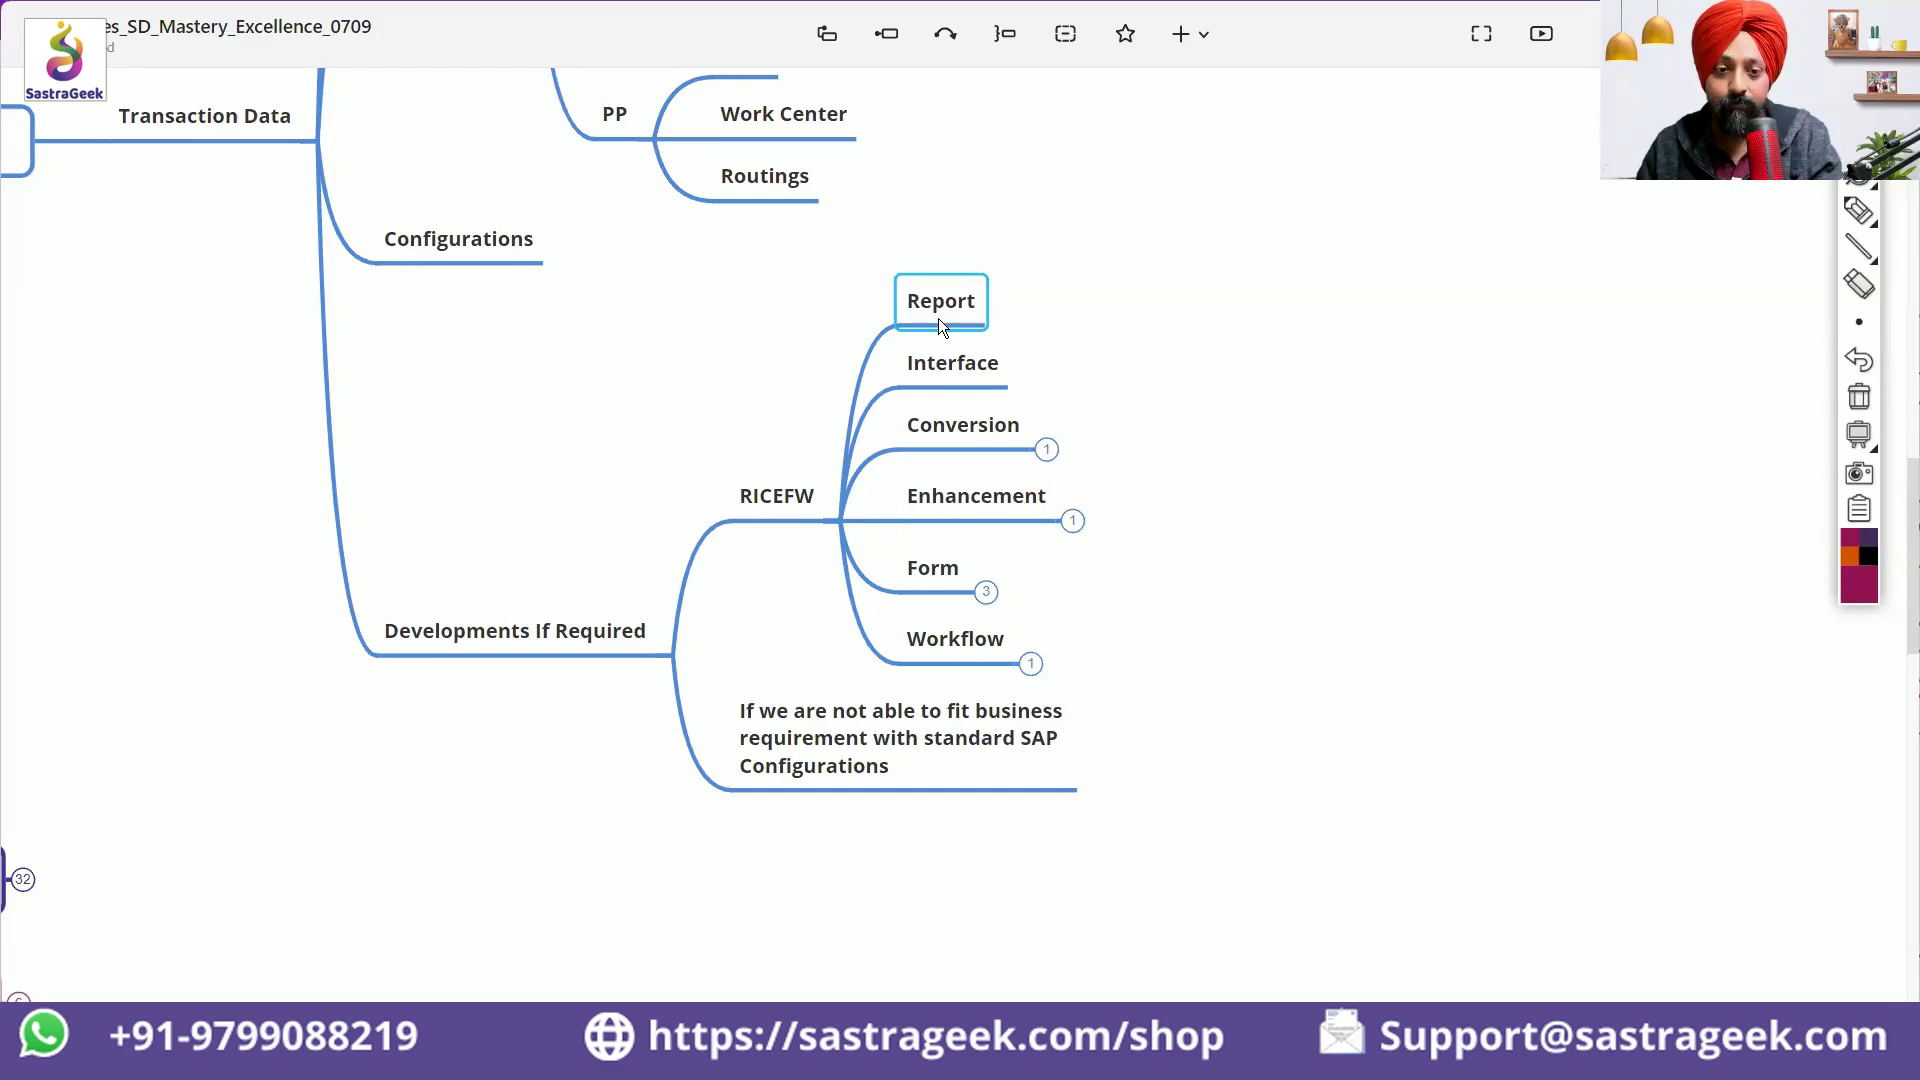 es_SD_Mastery_Excellence_0709
d
SastraGeek
Transaction Data
PP
Work Center
Routings
Configurations
Report
Interface
Conversion
1
Enhancement
1
RICEFW
Form
3
Workflow
1
Developments If Required
If we are not able to fit business
requirement with standard SAP
Configurations
32
+91-9799088219
https://sastrageek.com/shop
Support@sastrageek.com